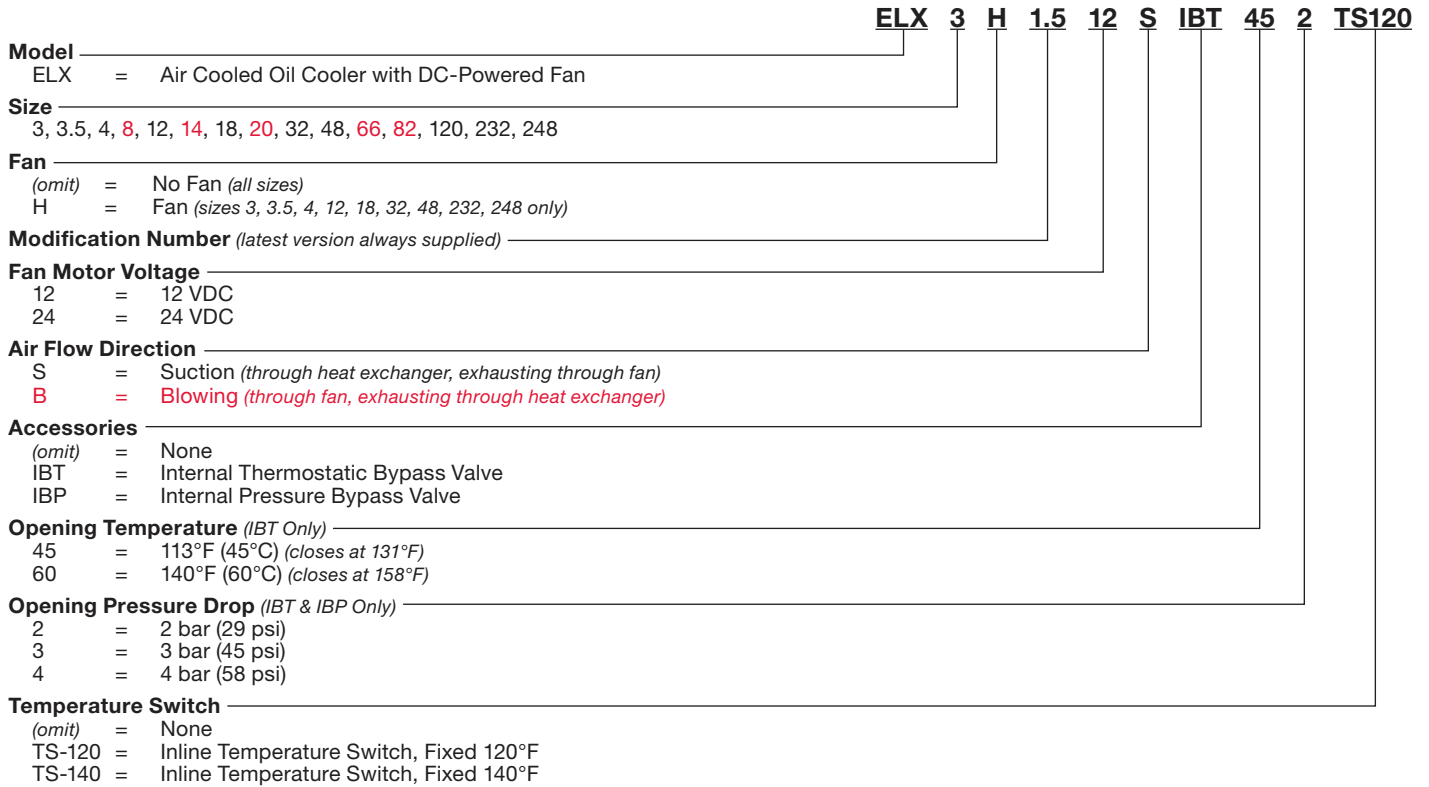 ELX 3 H 1.5 12 S IBT 45 2 TS120
Model
ELX = Air Cooled Oil Cooler with DC-Powered Fan
Size
3, 3.5, 4, 8, 12, 14, 18, 20, 32, 48, 66, 82, 120, 232, 248
Fan
(omit) = No Fan (all sizes)
H = Fan (sizes 3, 3.5, 4, 12, 18, 32, 48, 232, 248 only)
Modification Number (latest version always supplied)
Fan Motor Voltage
12 = 12 VDC
24 = 24 VDC
Air Flow Direction
S = Suction (through heat exchanger, exhausting through fan)
B = Blowing (through fan, exhausting through heat exchanger)
Accessories
(omit) = None
IBT = Internal Thermostatic Bypass Valve
IBP = Internal Pressure Bypass Valve
Opening Temperature (IBT Only)
45 = 113°F (45°C) (closes at 131°F)
60 = 140°F (60°C) (closes at 158°F)
Opening Pressure Drop (IBT & IBP Only)
2 = 2 bar (29 psi)
3 = 3 bar (45 psi)
4 = 4 bar (58 psi)
Temperature Switch
(omit) = None
TS-120 = Inline Temperature Switch, Fixed 120°F
TS-140 = Inline Temperature Switch, Fixed 140°F